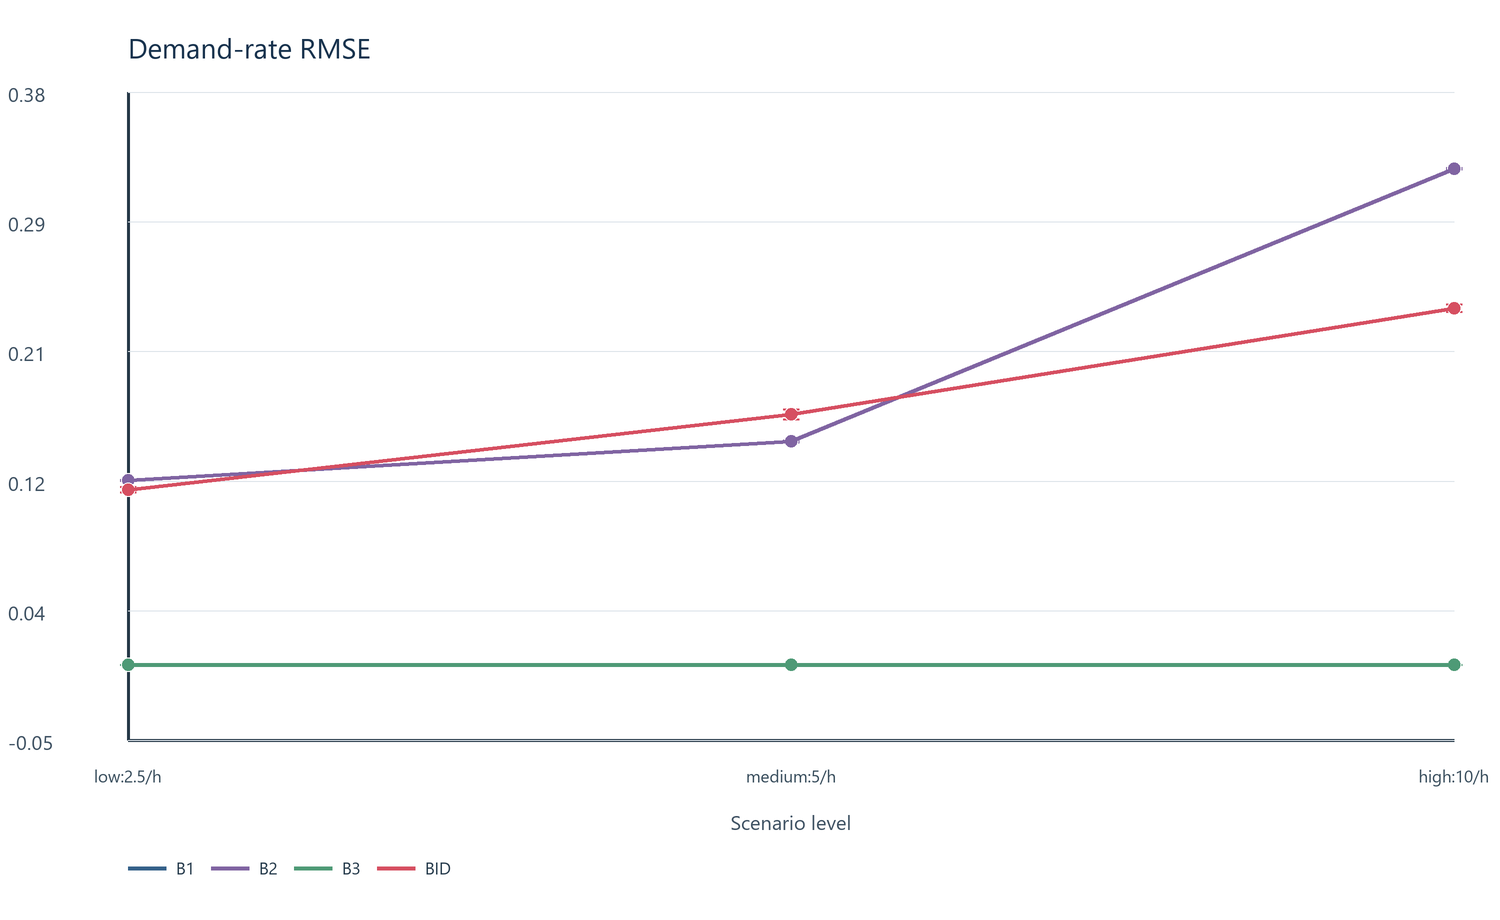 Demand-rate RMSE
0.38
0.29
0.21
0.12
0.04
-0.05
low:2.5/h medium:5/h high:10/h
Scenario level
B1 B2 B3 BID